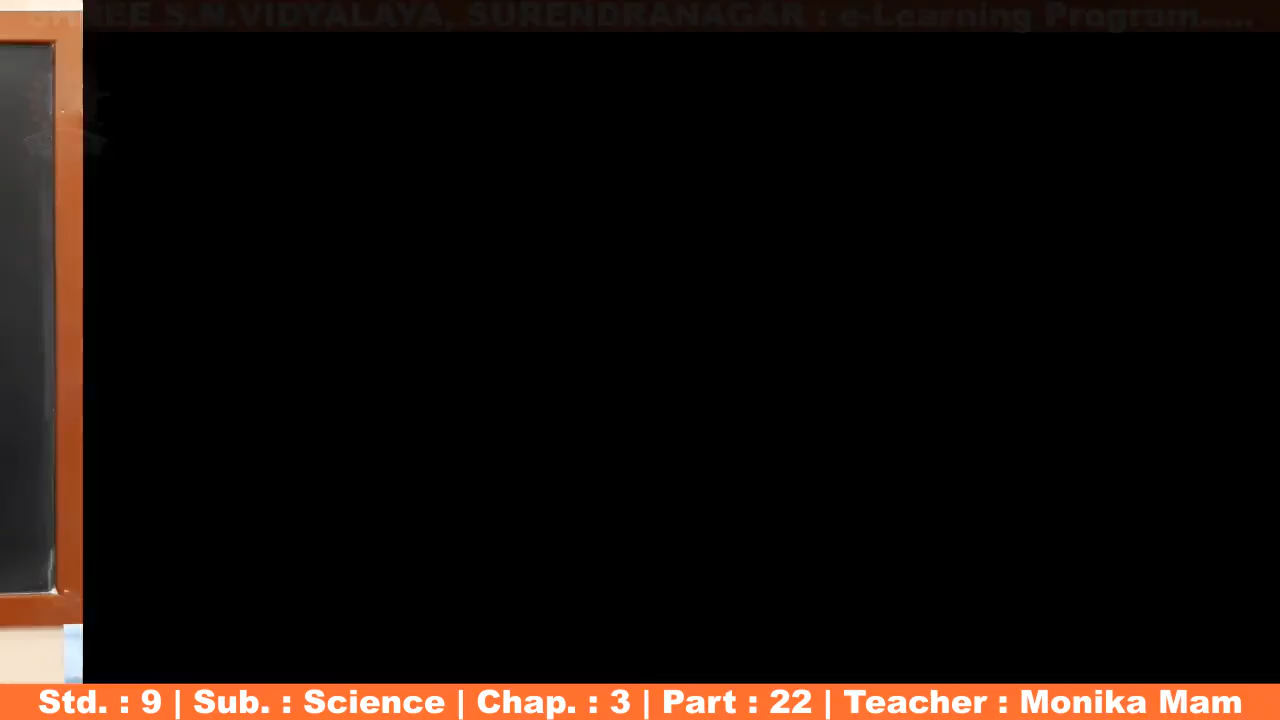 SHREE S.N.VIDYALAYA, SURENDRANAGAR : e-Learning Program.....
Std. : 9 | Sub. : Science | Chap. : 3 | Part : 22 | Teacher : Monika Mam